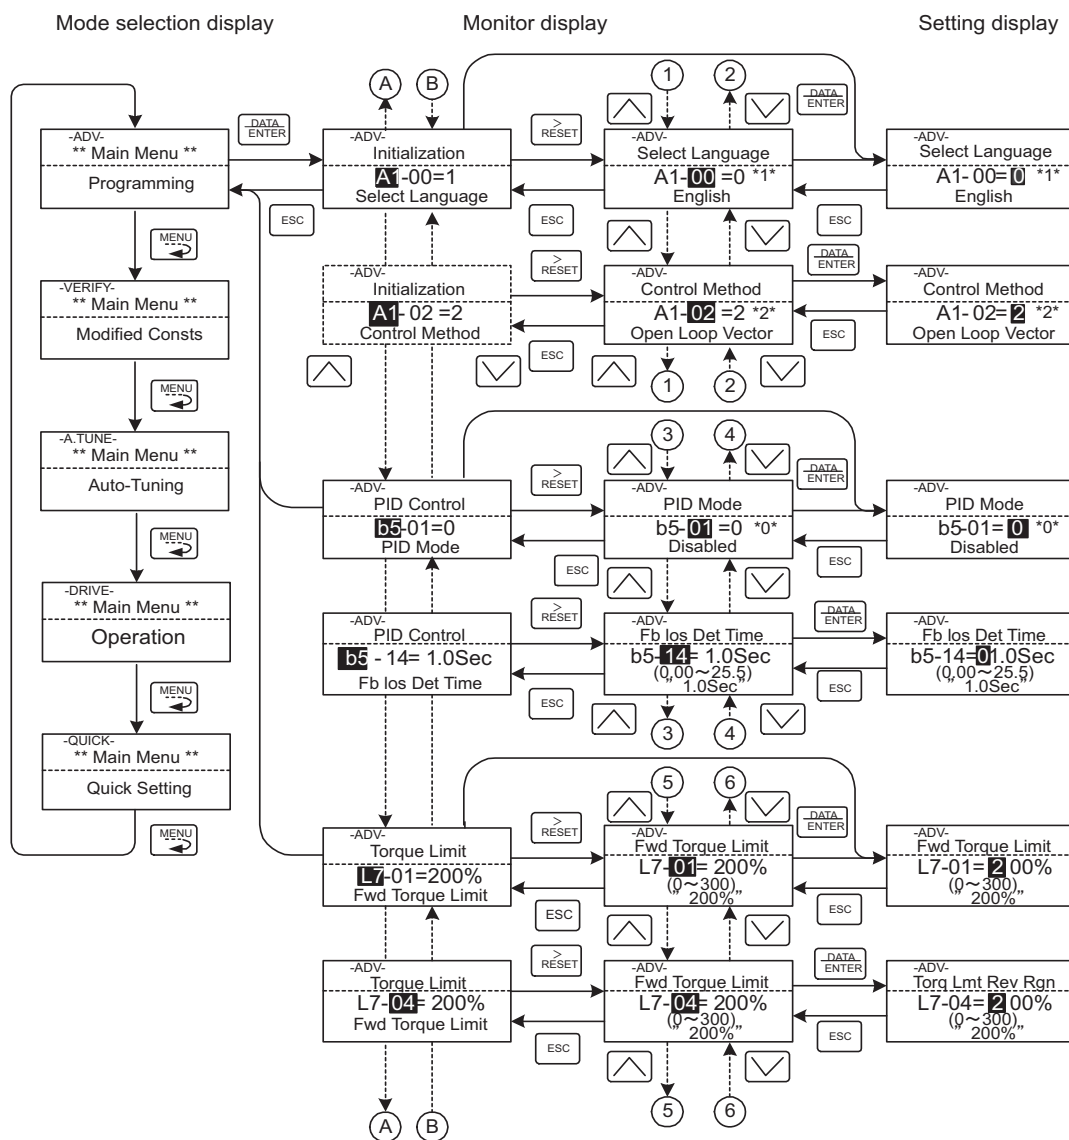 Mode selection display
Monitor display
Setting display
A
B
1
2
DATA
ENTER
-ADV-
** Main Menu **
Programming
DATA
ENTER
-ADV-
Initialization
A1-00=1
Select Language
>
RESET
-ADV-
Select Language
A1-00 =0 *1*
English
-ADV-
Select Language
A1- 00= 0 *1*
English
ESC
ESC
ESC
MENU
-VERIFY-
** Main Menu **
Modified Consts
-ADV-
Initialization
A1- 02 =2
Control Method
>
RESET
-ADV-
Control Method
A1-02 =2 *2*
Open Loop Vector
DATA
ENTER
-ADV-
Control Method
A1- 02= 2 *2*
Open Loop Vector
ESC
ESC
1
2
MENU
-A.TUNE-
** Main Menu **
Auto-Tuning
3
4
DATA
ENTER
-ADV-
PID Control
b5-01=0
PID Mode
>
RESET
-ADV-
PID Mode
b5-01 =0 *0*
Disabled
-ADV-
PID Mode
b5-01= 0 *0*
Disabled
ESC
ESC
MENU
-DRIVE-
** Main Menu **
Operation
-ADV-
PID Control
b5 - 14= 1.0Sec
Fb los Det Time
>
RESET
-ADV-
Fb los Det Time
b5-14= 1.0Sec
(0.00～25.5)
” 1.0Sec”
DATA
ENTER
-ADV-
Fb los Det Time
b5-14=01.0Sec
(0.00～25.5)
” 1.0Sec”
ESC
ESC
3
4
MENU
-QUICK-
** Main Menu **
Quick Setting
MENU
5
6
DATA
ENTER
-ADV-
Torque Limit
L7-01=200%
Fwd Torque Limit
>
RESET
-ADV-
Fwd Torque Limit
L7-01= 200%
(0～300)
” 200%”
-ADV-
Fwd Torque Limit
L7-01= 2 00%
(0～300)
” 200%”
ESC
ESC
-ADV-
Torque Limit
L7-04= 200%
Fwd Torque Limit
>
RESET
-ADV-
Fwd Torque Limit
L7-04= 200%
(0～300)
” 200%”
DATA
ENTER
-ADV-
Torq Lmt Rev Rgn
L7-04= 2 00%
(0～300)
” 200%”
ESC
ESC
A
B
5
6